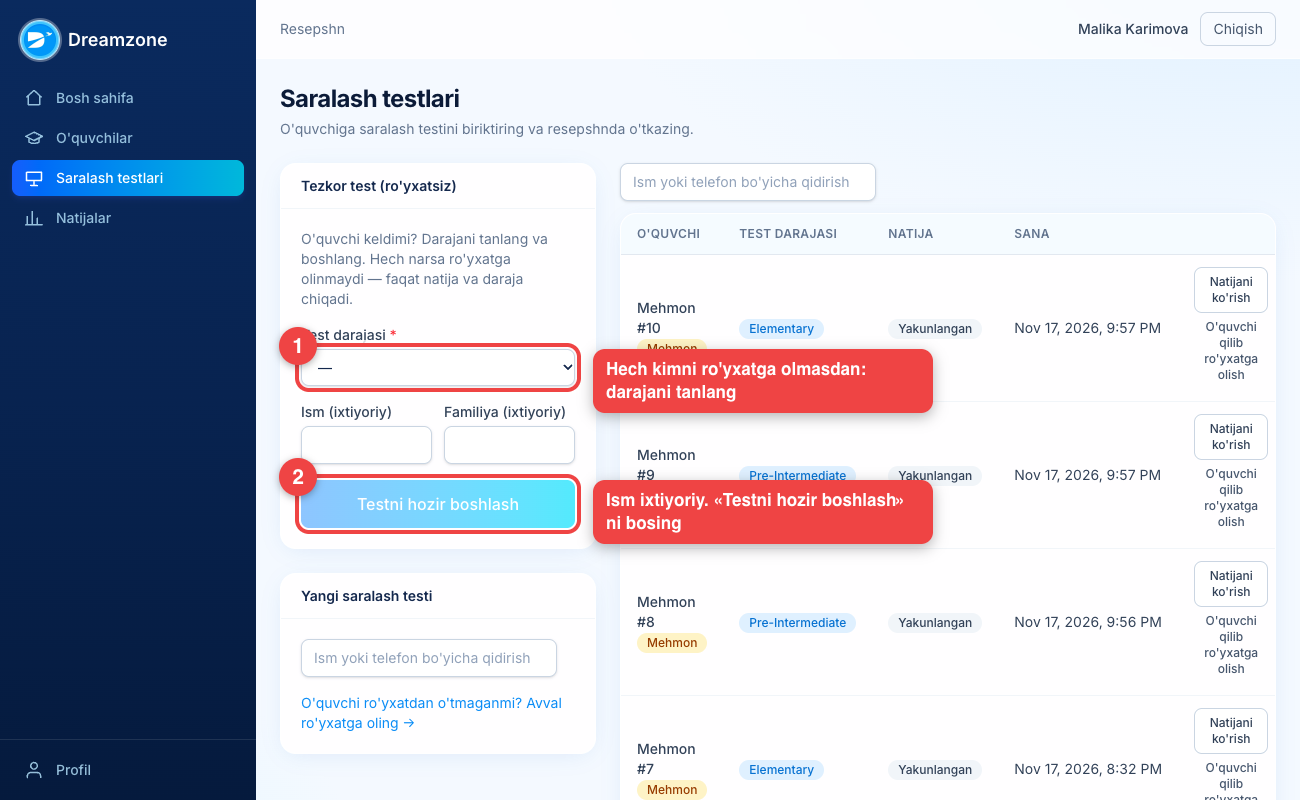 Dreamzone
Bosh sahifa
O'quvchilar
Saralash testlari
Natijalar
Profil
Resepshn
Malika Karimova
Chiqish
Saralash testlari
O'quvchiga saralash testini biriktiring va resepshnda o'tkazing.
Tezkor test (ro'yxatsiz)
O'quvchi keldimi? Darajani tanlang va
boshlang. Hech narsa ro'yxatga
olinmaydi — faqat natija va daraja
chiqadi.
Test darajasi *
1
—
Hech kimni ro'yxatga olmasdan:
darajani tanlang
Ism (ixtiyoriy)
Familiya (ixtiyoriy)
2
Testni hozir boshlash
Ism ixtiyoriy. «Testni hozir boshlash»
ni bosing
Yangi saralash testi
Ism yoki telefon bo'yicha qidirish
O'quvchi ro'yxatdan o'tmaganmi? Avval
ro'yxatga oling →
Ism yoki telefon bo'yicha qidirish
O'QUVCHI TEST DARAJASI NATIJA SANA
Mehmon
#10
Mehmon
Elementary
Yakunlangan
Nov 17, 2026, 9:57 PM
Natijani
ko'rish
O'quvchi
qilib
ro'yxatga
olish
Mehmon
#9
Pre-Intermediate
Yakunlangan
Nov 17, 2026, 9:57 PM
Natijani
ko'rish
O'quvchi
qilib
ro'yxatga
olish
Mehmon
#8
Mehmon
Pre-Intermediate
Yakunlangan
Nov 17, 2026, 9:56 PM
Natijani
ko'rish
O'quvchi
qilib
ro'yxatga
olish
Mehmon
#7
Mehmon
Elementary
Yakunlangan
Nov 17, 2026, 8:32 PM
Natijani
ko'rish
O'quvchi
qilib
ro'yxatga